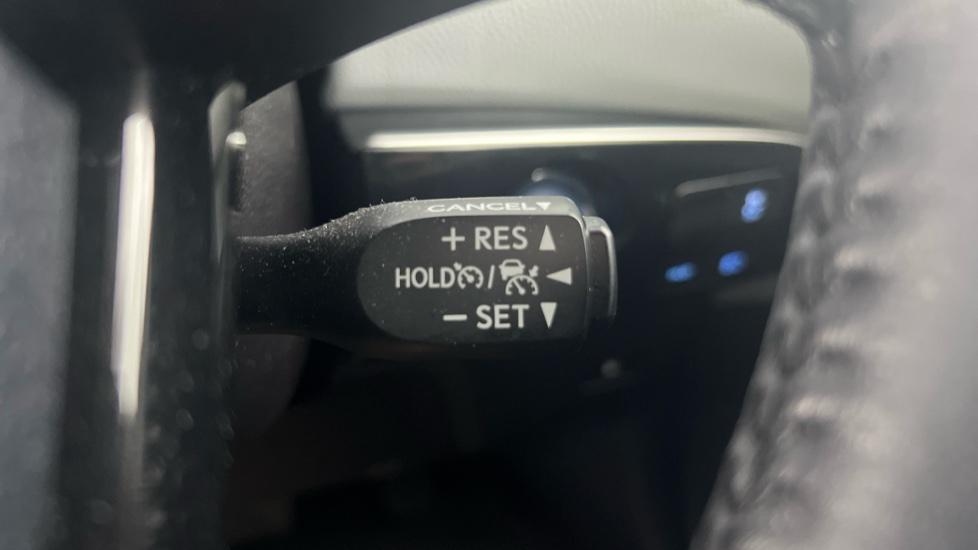 CANCEL▼
+ RES ▲
HOLD / ◀
− SET ▼